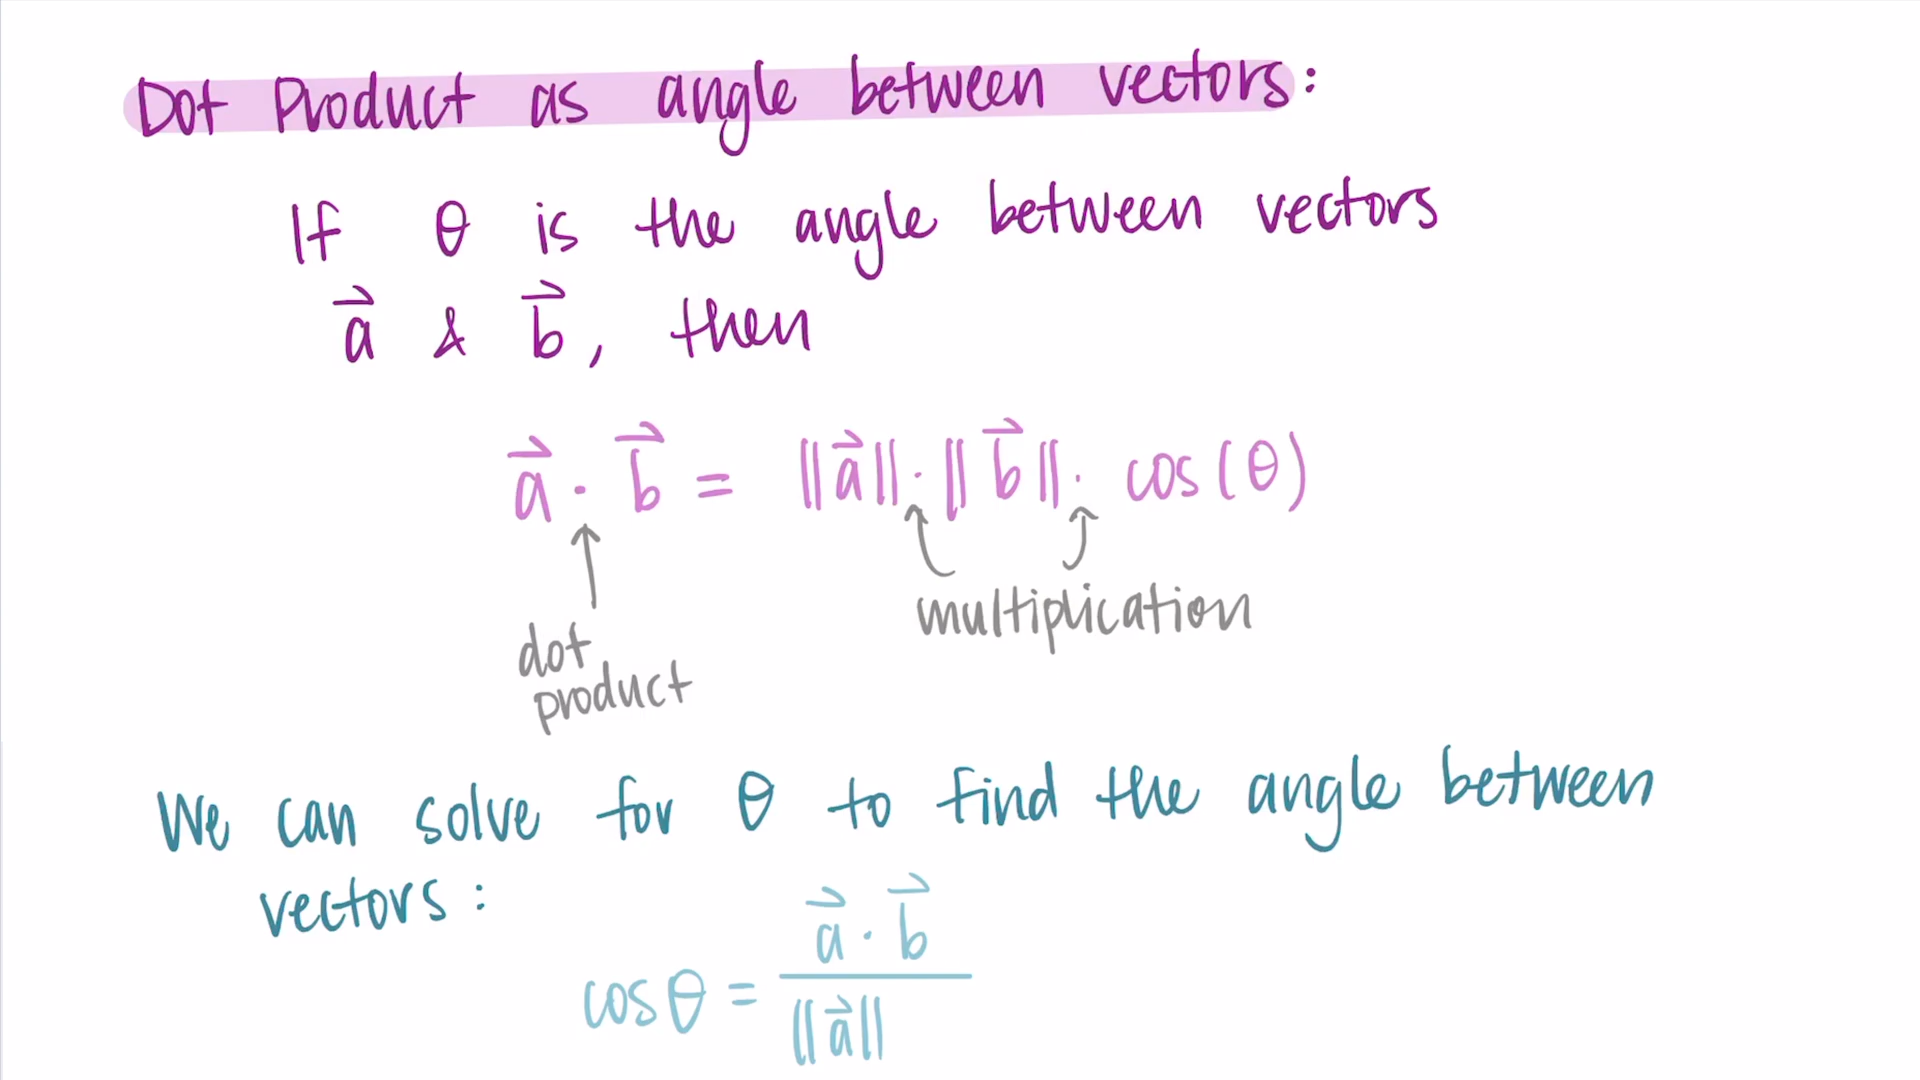 Dot Product as angle between vectors:
If θ is the angle between vectors
a⃗ & b⃗, then
a⃗ · b⃗ = ||a⃗|| · ||b⃗|| · cos(θ)
dot
product
multiplication
We can solve for θ to find the angle between
vectors:
a⃗ · b⃗
cosθ =
||a⃗||